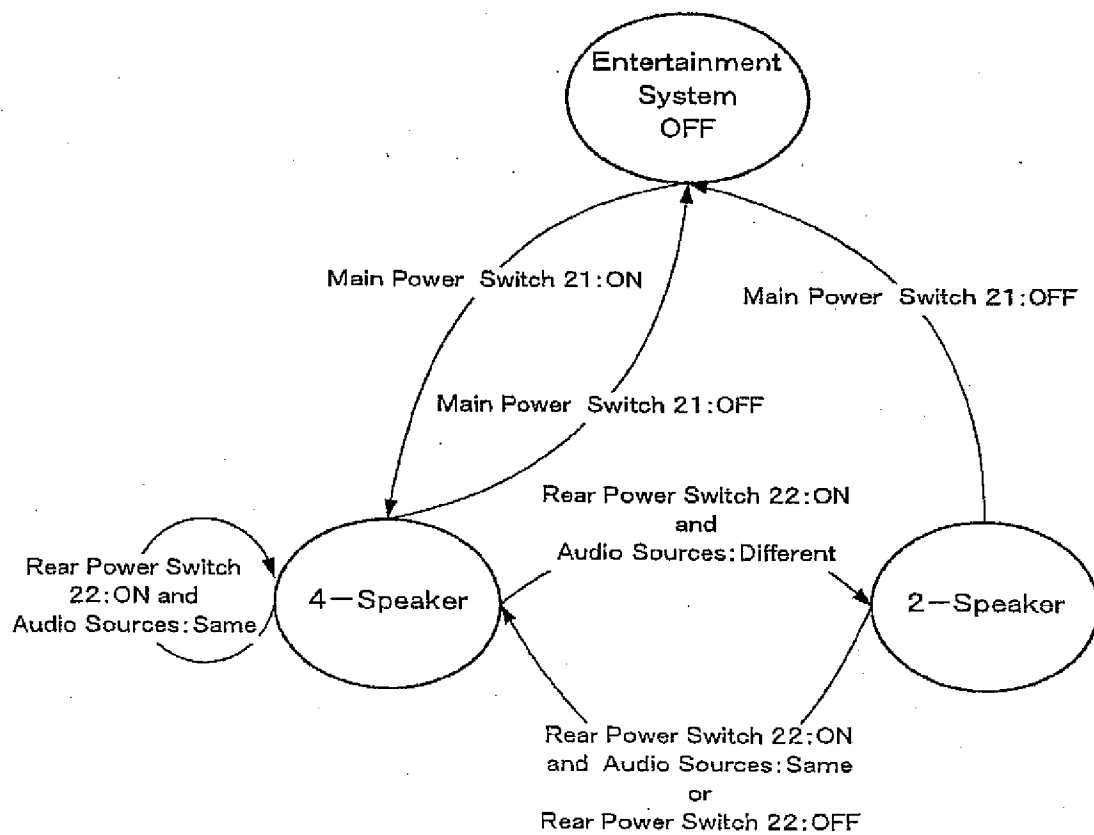 Entertainment
System
OFF
Main Power Switch 21:ON
Main Power Switch 21:OFF
Main Power Switch 21:OFF
Rear Power Switch 22:ON
and
Audio Sources:Different
Rear Power Switch
22:ON and
Audio Sources:Same
4-Speaker
2-Speaker
Rear Power Switch 22:ON
and Audio Sources:Same
or
Rear Power Switch 22:OFF